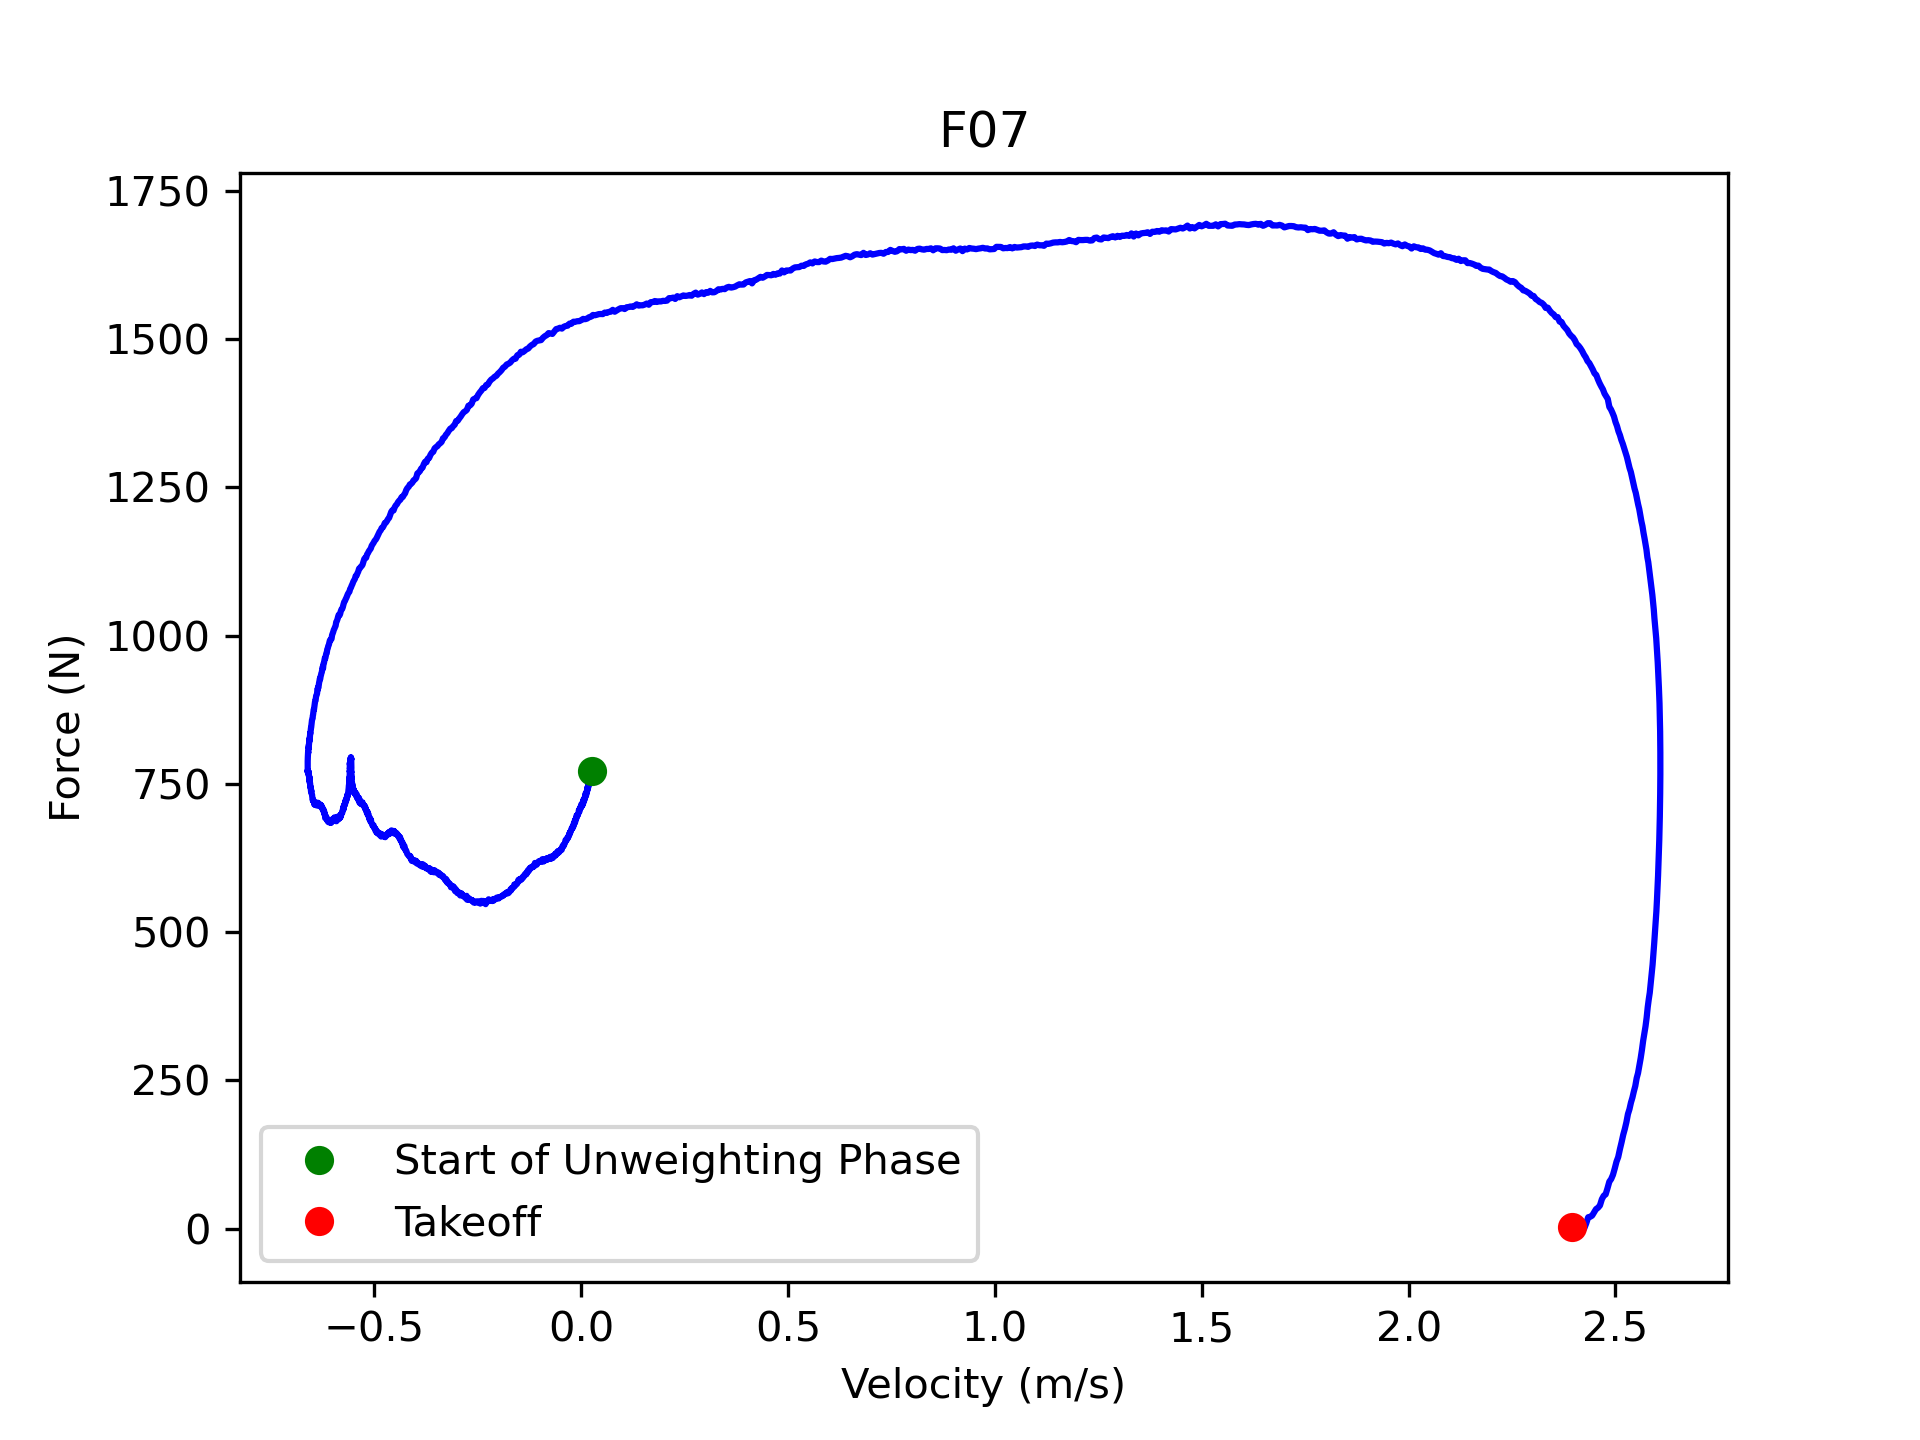 F07
1750
1500
1250
1000
750
500
250
0
Force (N)
Start of Unweighting Phase
Takeoff
−0.5 0.0 0.5 1.0 1.5 2.0 2.5
Velocity (m/s)